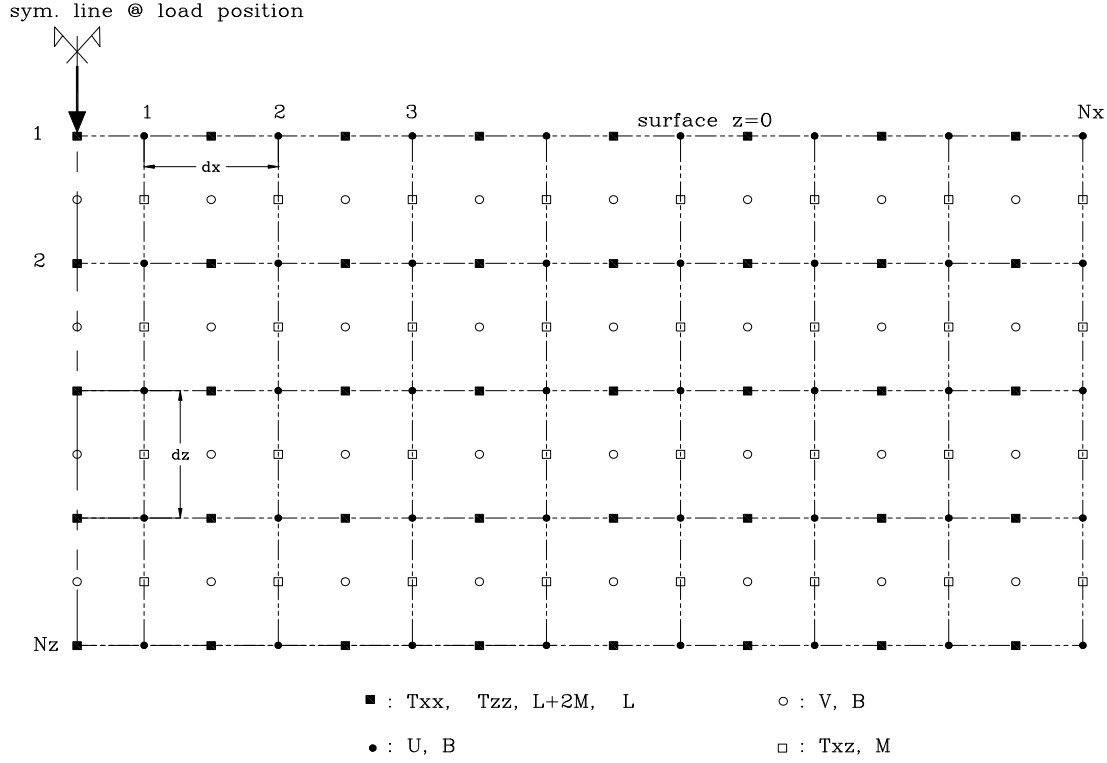 sym. line @ load position
1 2 3 Nx
surface z=0
1
dx
2
dz
Nz
: Txx, Tzz, L+2M, L
: V, B
: U, B
: Txz, M